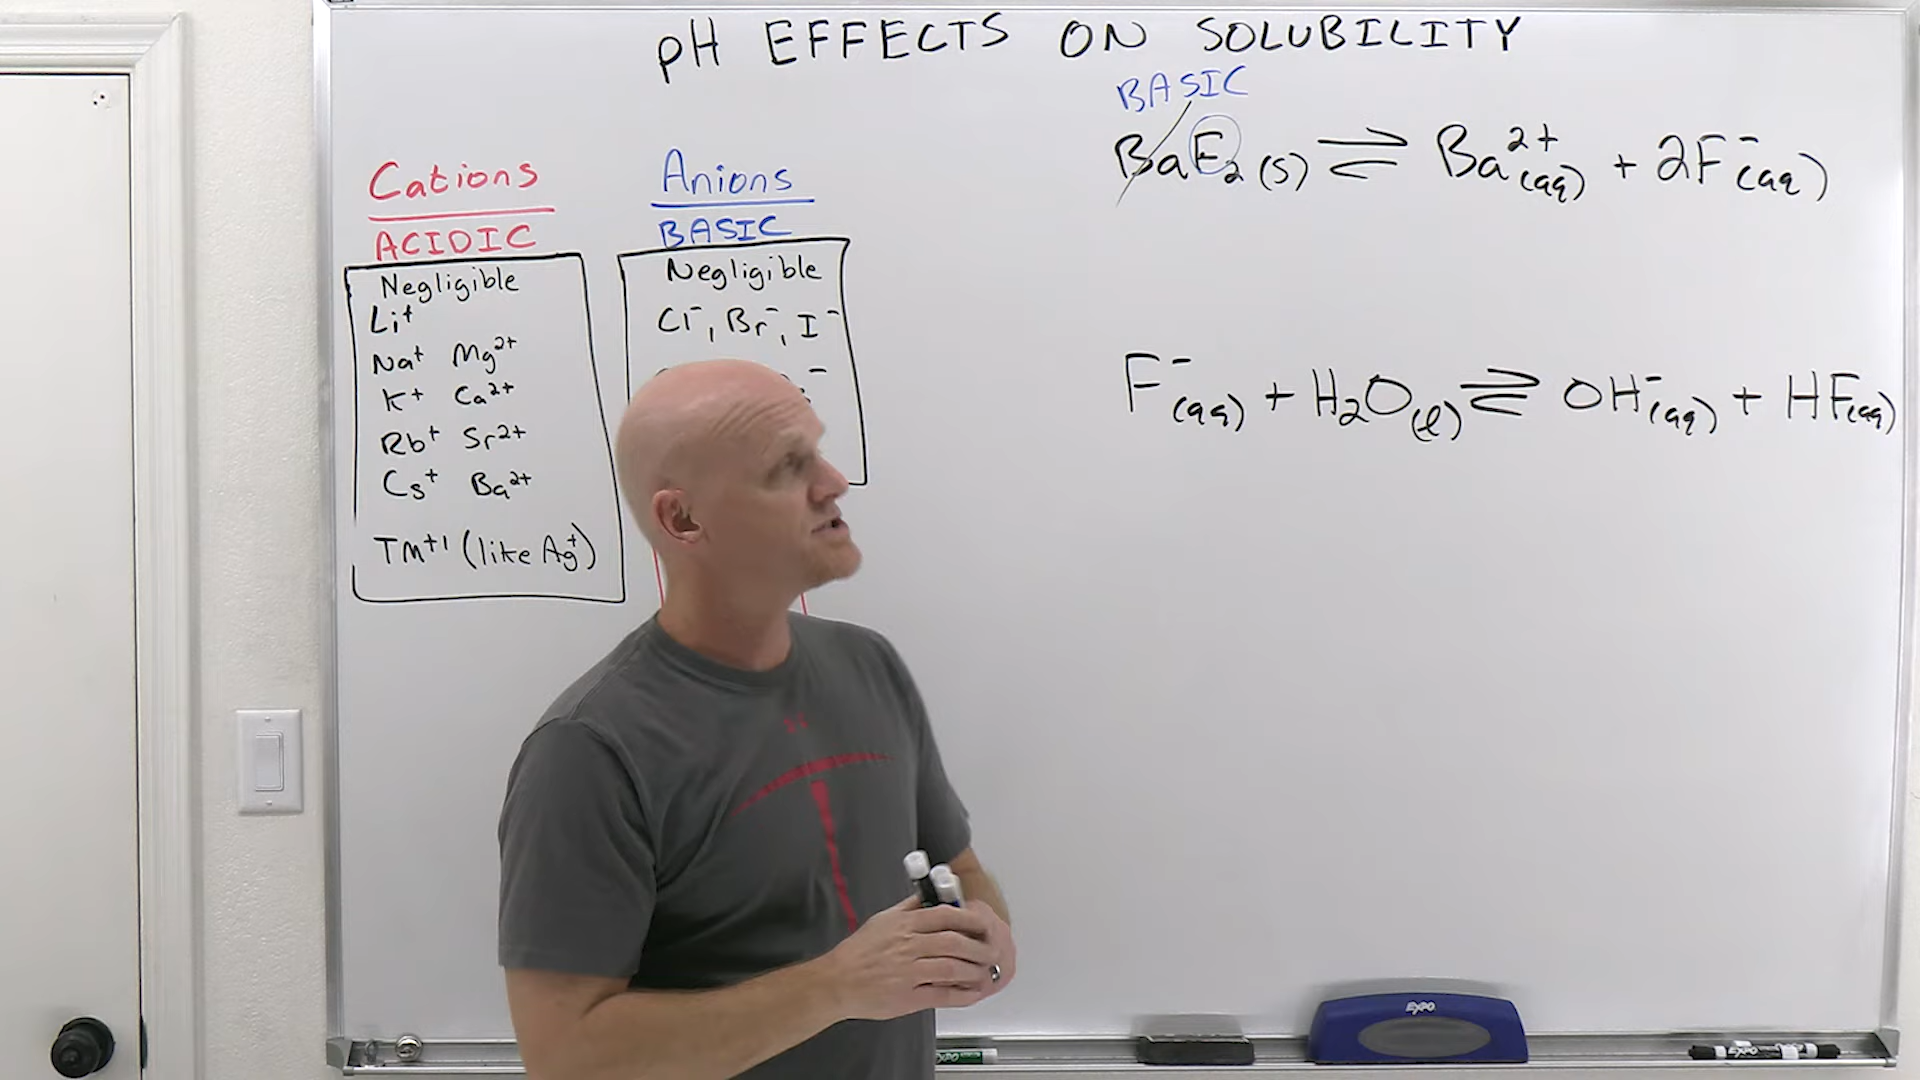 pH EFFECTS ON SOLUBILITY
Cations
ACIDIC
Negligible
Li⁺
Na⁺ Mg²⁺
K⁺ Ca²⁺
Rb⁺ Sr²⁺
Cs⁺ Ba²⁺
TM⁺¹ (like Ag⁺)
Anions
BASIC
Negligible
Cl⁻, Br⁻, I⁻
BASIC
BaF₂ (s) ⇌ Ba²⁺(aq) + 2F⁻(aq)
F⁻(aq) + H₂O(l) ⇌ OH⁻(aq) + HF(aq)
EXPO